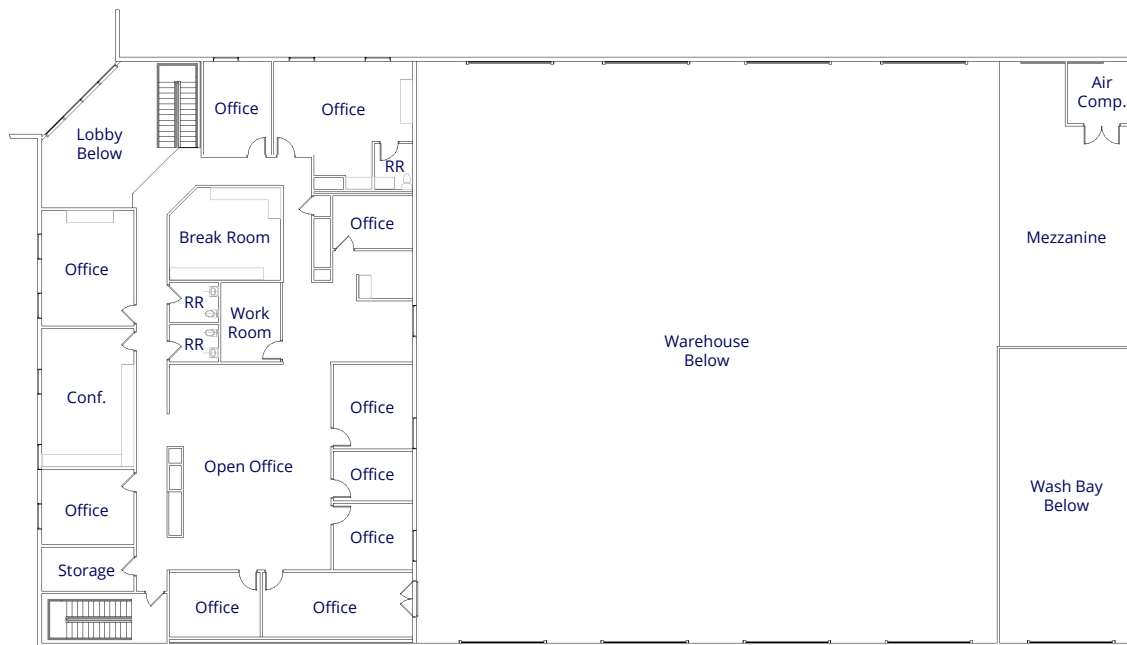 Air
Comp.
Office
Office
Lobby
Below
RR
Office
Break Room
Mezzanine
Office
RR
Work
Room
RR
Warehouse
Below
Conf.
Office
Open Office
Office
Wash Bay
Below
Office
Office
Storage
Office
Office